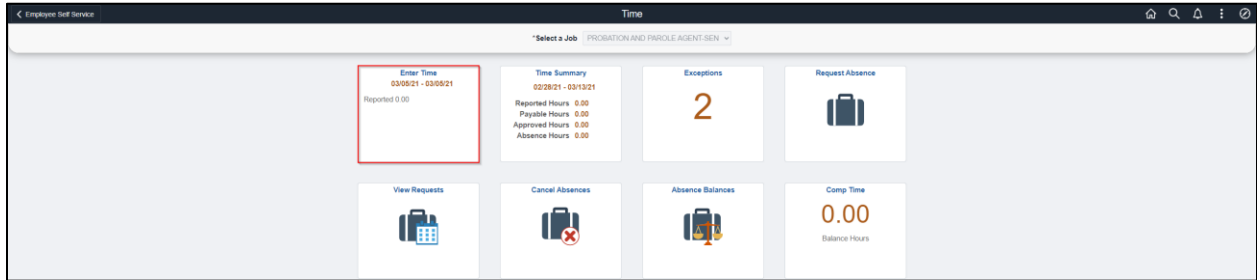 Employee Self Service
Time
*Select a Job PROBATION AND PAROLE AGENT-SEN
Enter Time
03/05/21 - 03/05/21
Reported 0.00
Time Summary
02/28/21 - 03/13/21
Reported Hours 0.00
Payable Hours 0.00
Approved Hours 0.00
Absence Hours 0.00
Exceptions
2
Request Absence
View Requests
Cancel Absences
Absence Balances
Comp Time
0.00
Balance Hours